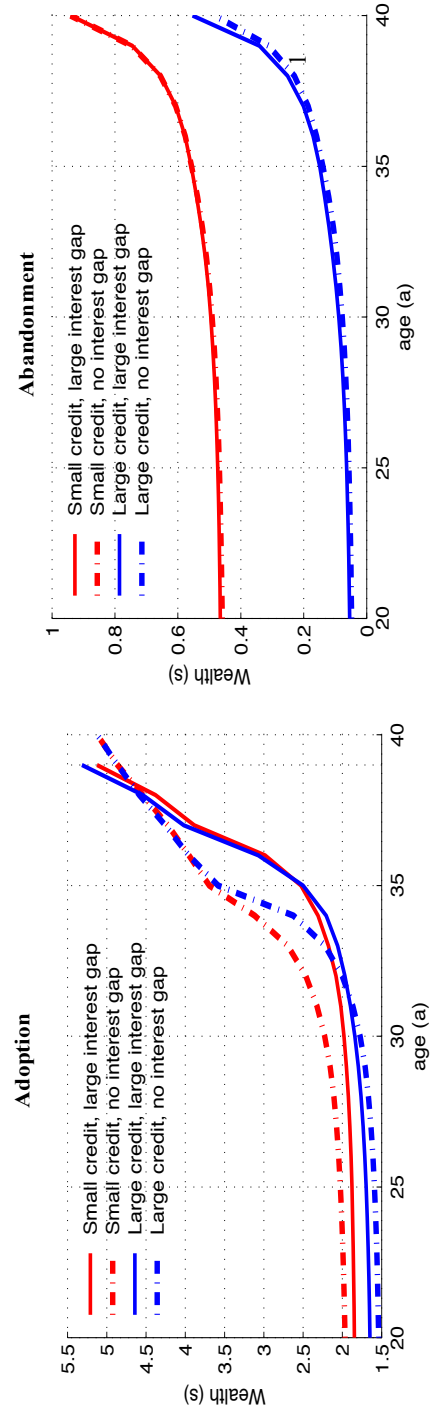 Adoption
5.5
5
4.5
4
3.5
3
2.5
2
1.5
Wealth (s)
Small credit, large interest gap
Small credit, no interest gap
Large credit, large interest gap
Large credit, no interest gap
20
25
30
35
40
age (a)
Abandonment
1
0.8
0.6
0.4
0.2
0
Wealth (s)
Small credit, large interest gap
Small credit, no interest gap
Large credit, large interest gap
Large credit, no interest gap
1
20
25
30
35
40
age (a)